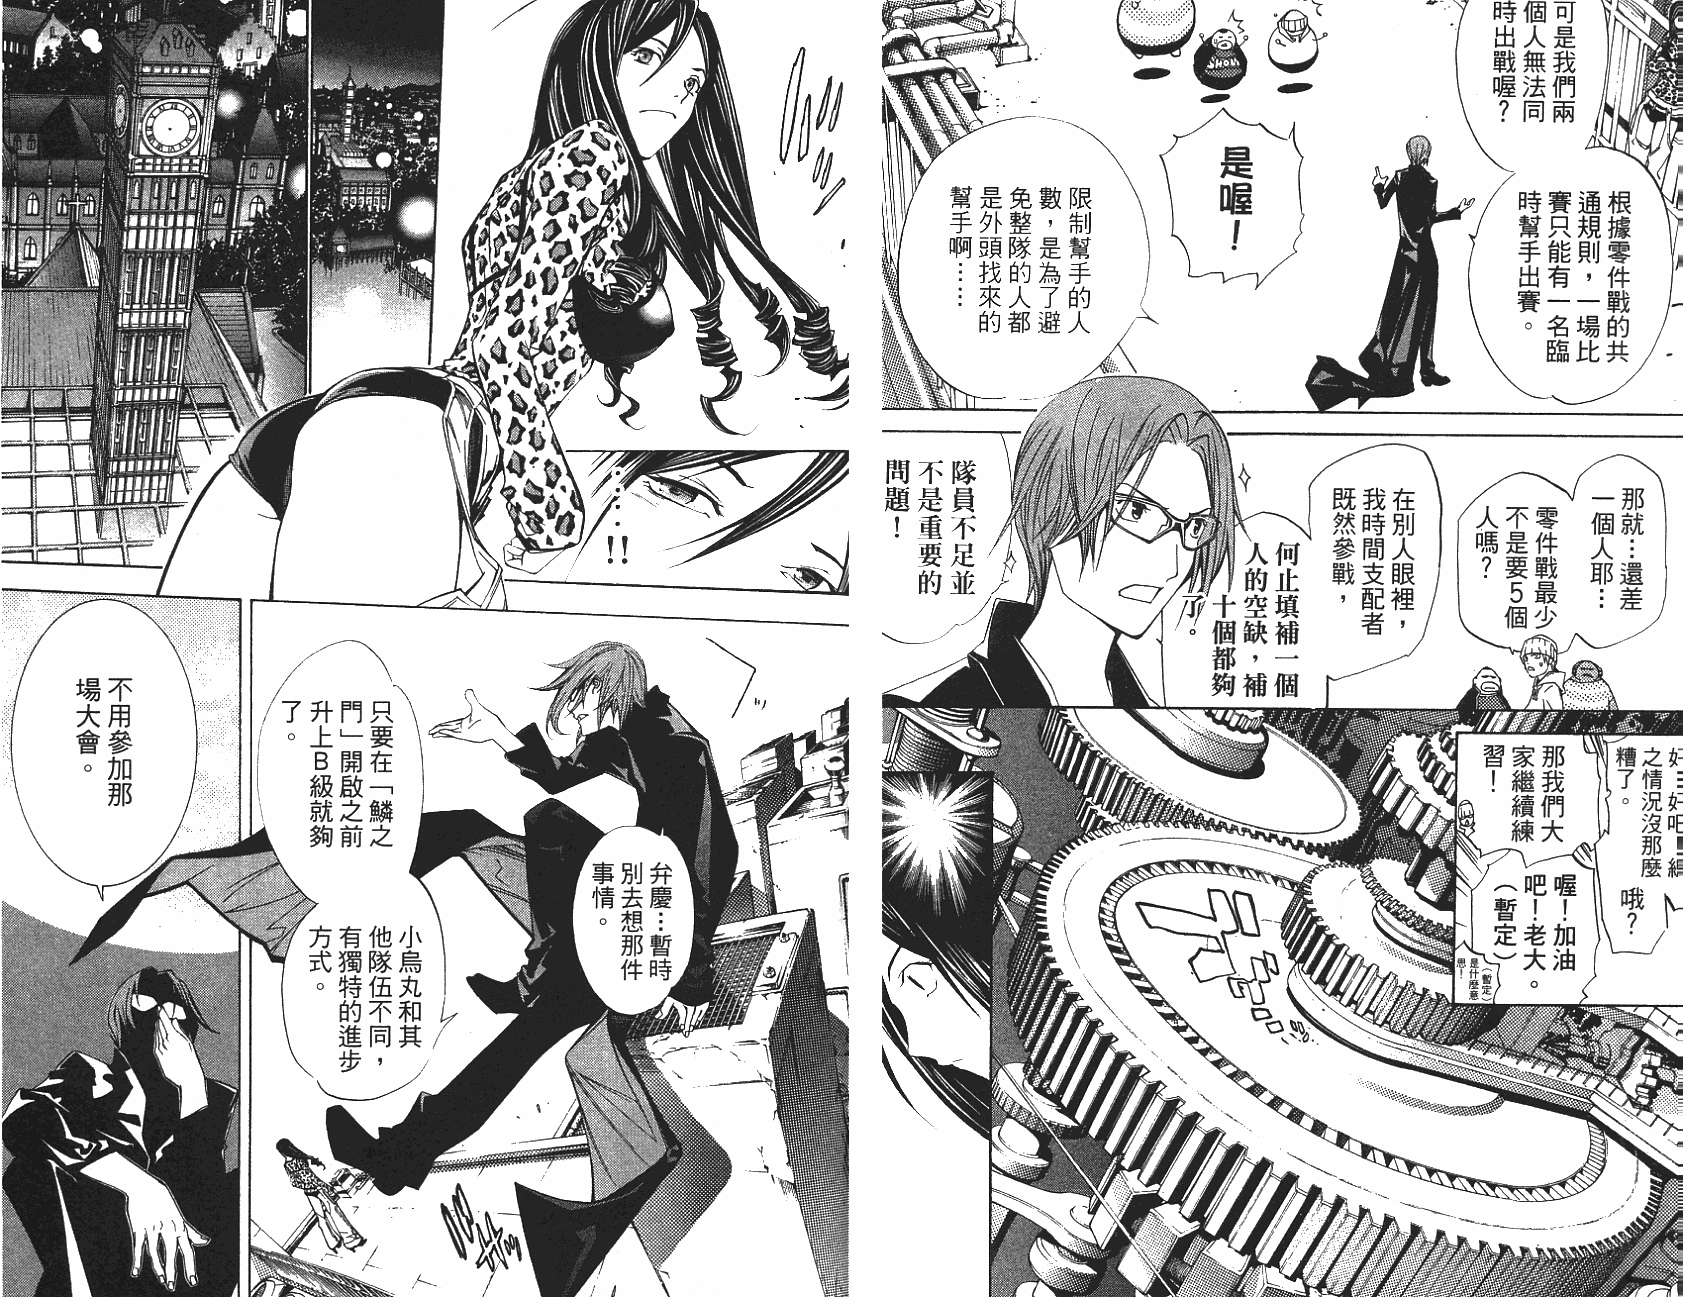 可是我們兩
個人無法同
時出戰喔？
根據零件戰的共
通規則，一場比
賽只能有一名臨
時幫手出賽。
SHOW
是喔！
限制幫手的人
數，是為了避
免整隊的人都
是外頭找來的
幫手啊……
那就…還差
一個人耶…
零件戰最少
不是要５個
人嗎？
在別人眼裡，
我時間支配者
既然參戰，
何止填補一個
人的空缺，補
十個都夠
了。
隊員不足並
不是重要的
問題！
之情況沒那麼
糟了。
哦？
那我們大
家繼續練
習！
喔！加油
吧！老大。
（暫定）
（暫定）
是什麼意
思！
……!!
弁慶…暫時
別去想那件
事情。
只要在「鱗之
門」開啟之前
升上Ｂ級就夠
了。
小烏丸和其
他隊伍不同，
有獨特的進步
方式。
不用參加那
場大會。